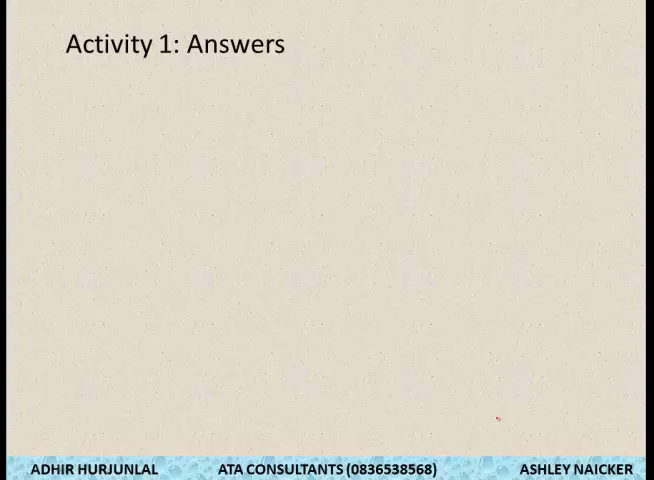 Activity 1: Answers
ADHIR HURJUNLAL ATA CONSULTANTS (0836538568) ASHLEY NAICKER